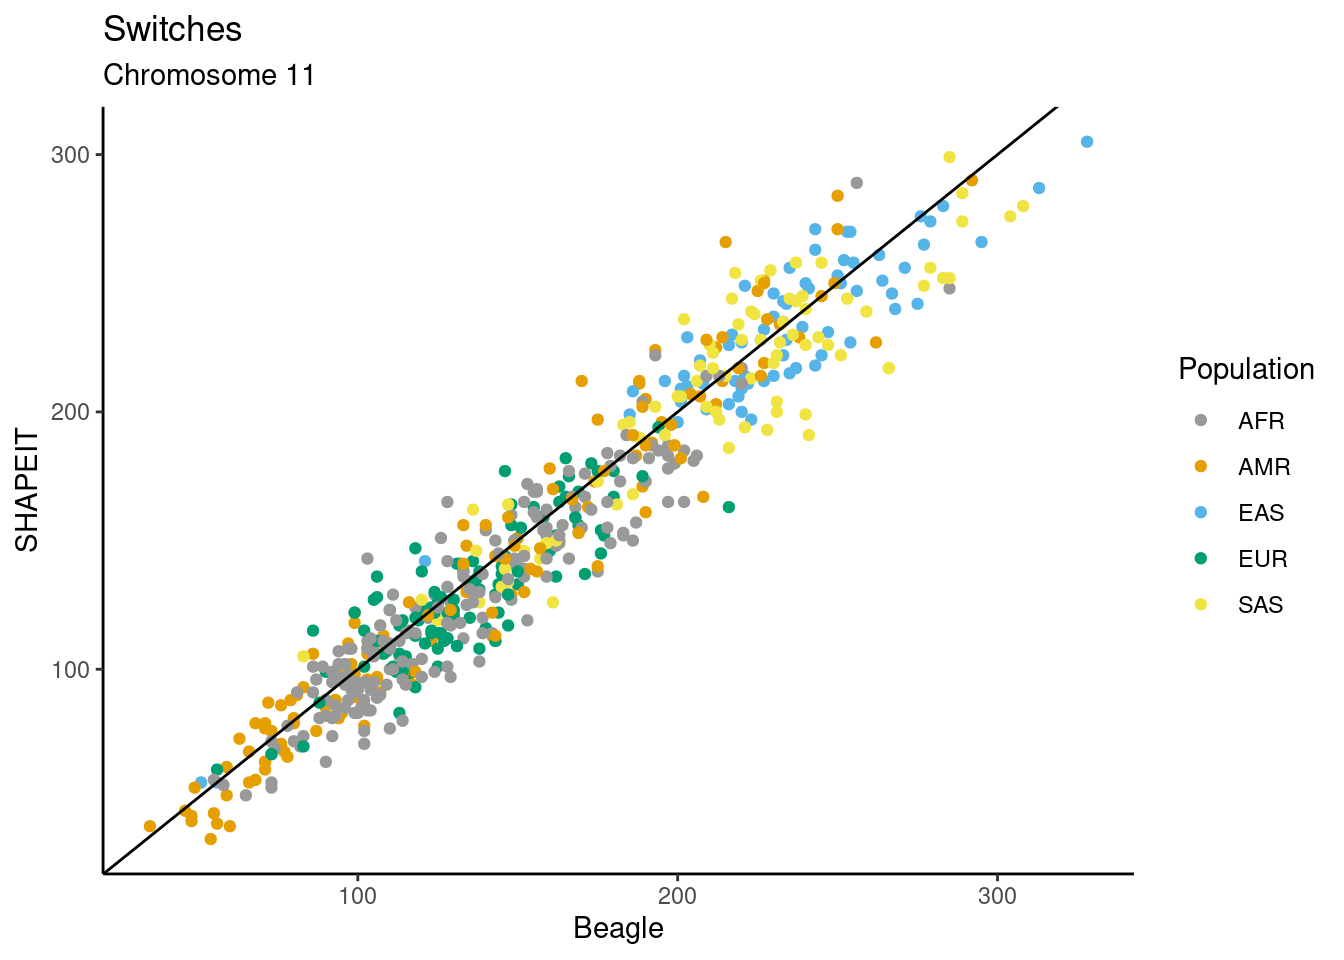 Switches
Chromosome 11
SHAPEIT
300
200
100
100
200
300
Beagle
Population
AFR
AMR
EAS
EUR
SAS